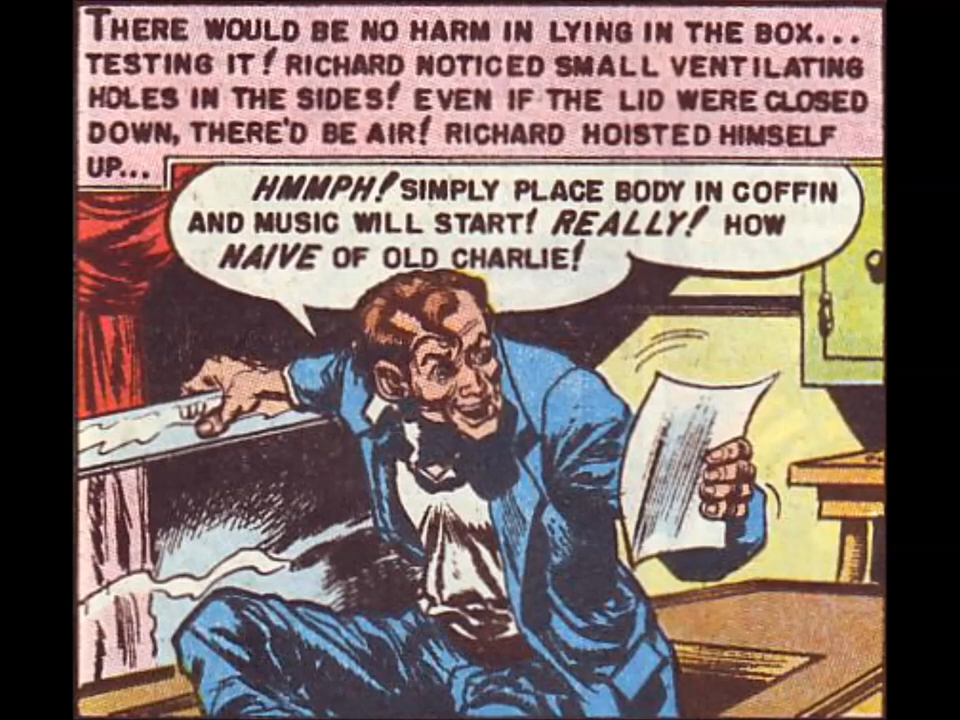 THERE WOULD BE NO HARM IN LYING IN THE BOX...
TESTING IT! RICHARD NOTICED SMALL VENTILATING
HOLES IN THE SIDES! EVEN IF THE LID WERE CLOSED
DOWN, THERE'D BE AIR! RICHARD HOISTED HIMSELF
UP...
HMMPH! SIMPLY PLACE BODY IN COFFIN
AND MUSIC WILL START! REALLY! HOW
NAIVE OF OLD CHARLIE!